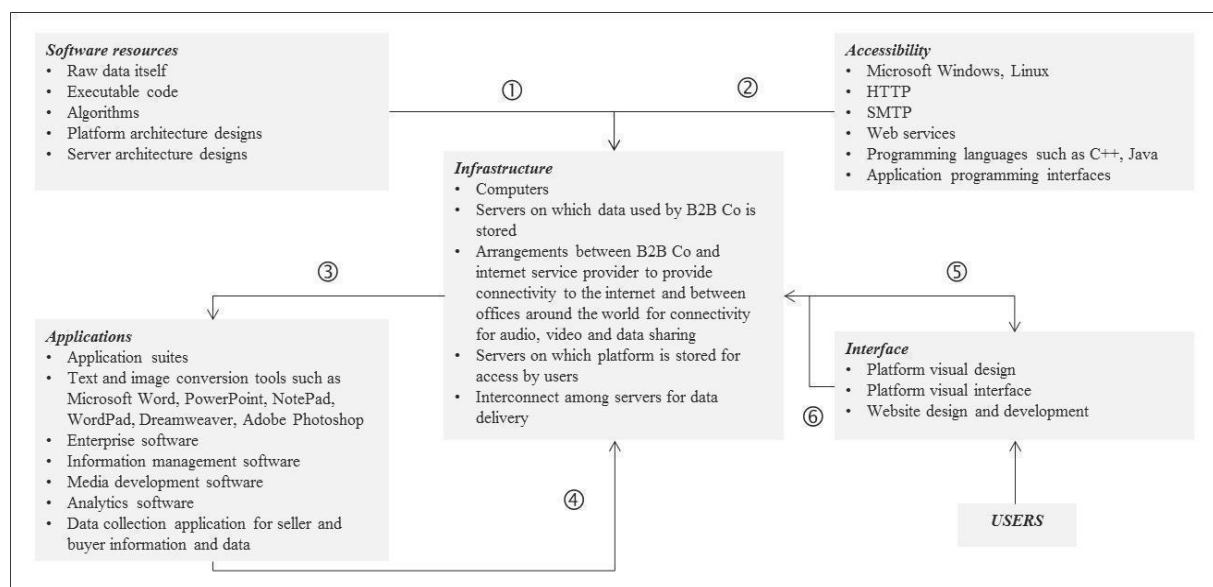 Software resources
• Raw data itself
• Executable code
• Algorithms
• Platform architecture designs
• Server architecture designs
①
②
Accessibility
• Microsoft Windows, Linux
• HTTP
• SMTP
• Web services
• Programming languages such as C++, Java
• Application programming interfaces
Infrastructure
• Computers
• Servers on which data used by B2B Co is
stored
• Arrangements between B2B Co and
internet service provider to provide
connectivity to the internet and between
offices around the world for connectivity
for audio, video and data sharing
• Servers on which platform is stored for
access by users
• Interconnect among servers for data
delivery
③
Applications
• Application suites
• Text and image conversion tools such as
Microsoft Word, PowerPoint, NotePad,
WordPad, Dreamweaver, Adobe Photoshop
• Enterprise software
• Information management software
• Media development software
• Analytics software
• Data collection application for seller and
buyer information and data
④
⑤
Interface
• Platform visual design
• Platform visual interface
• Website design and development
⑥
USERS